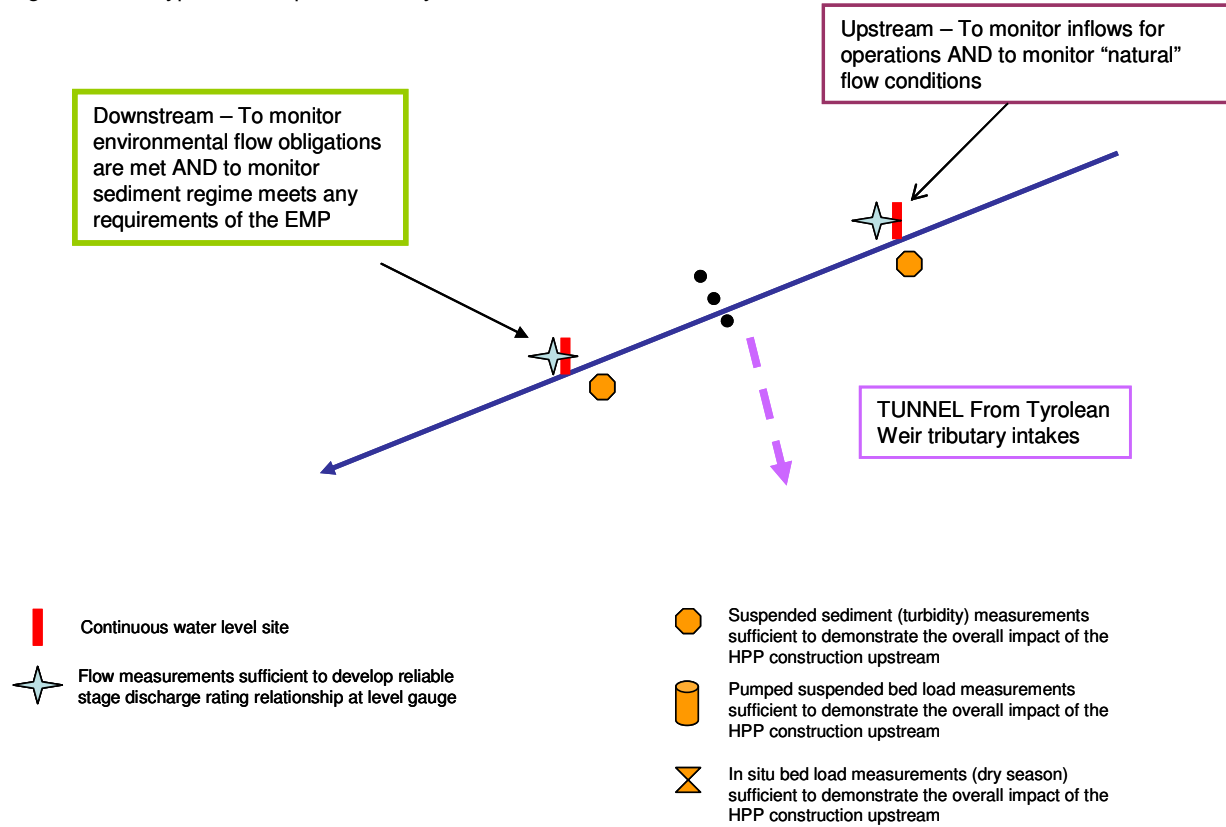 Upstream – To monitor inflows for
operations AND to monitor “natural”
flow conditions
Downstream – To monitor
environmental flow obligations
are met AND to monitor
sediment regime meets any
requirements of the EMP
TUNNEL From Tyrolean
Weir tributary intakes
Continuous water level site
Flow measurements sufficient to develop reliable
stage discharge rating relationship at level gauge
Suspended sediment (turbidity) measurements
sufficient to demonstrate the overall impact of the
HPP construction upstream
Pumped suspended bed load measurements
sufficient to demonstrate the overall impact of the
HPP construction upstream
In situ bed load measurements (dry season)
sufficient to demonstrate the overall impact of the
HPP construction upstream